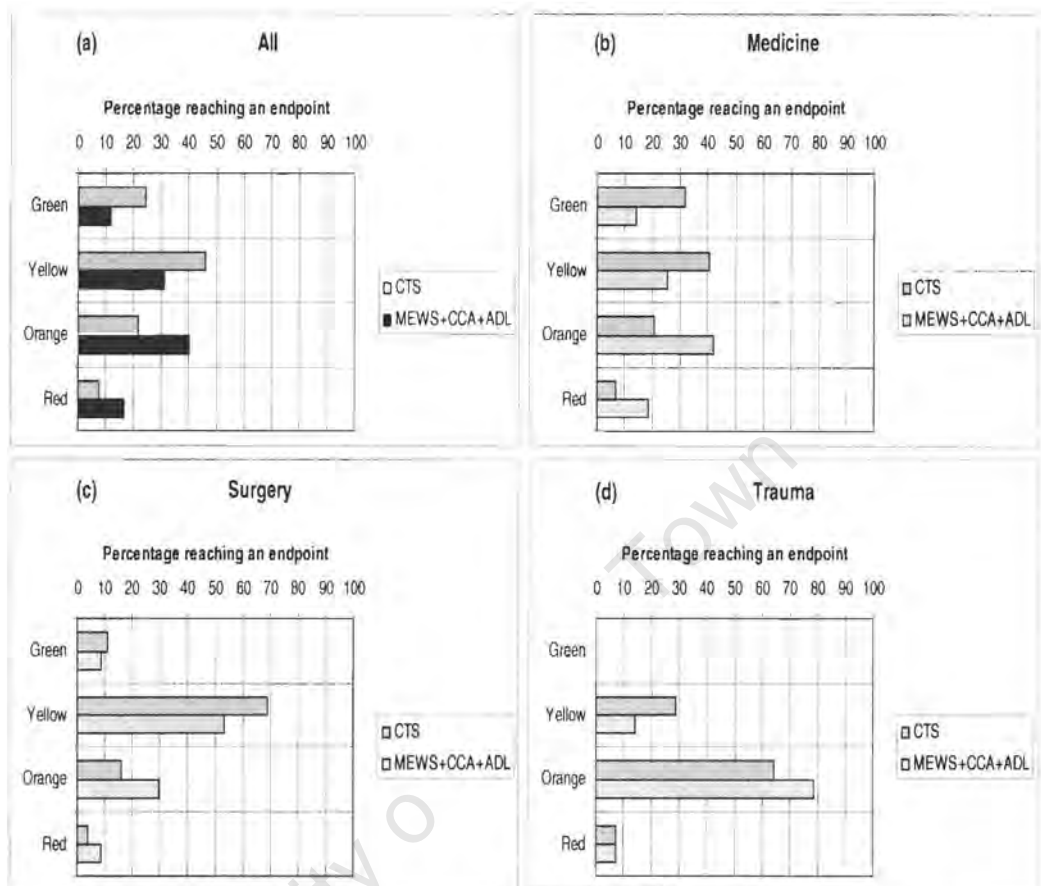 (a) All
Percentage reaching an endpoint
0 10 20 30 40 50 60 70 80 90 100
Green
Yellow
Orange
Red
CTS
MEWS+CCA+ADL
(b) Medicine
Percentage reacing an endpoint
0 10 20 30 40 50 60 70 80 90 100
Green
Yellow
Orange
Red
CTS
MEWS+CCA+ADL
(c) Surgery
Percentage reaching an endpoint
0 10 20 30 40 50 60 70 80 90 100
Green
Yellow
Orange
Red
CTS
MEWS+CCA+ADL
(d) Trauma
Percentage reaching an endpoint
0 10 20 30 40 50 60 70 80 90 100
Green
Yellow
Orange
Red
CTS
MEWS+CCA+ADL
Town